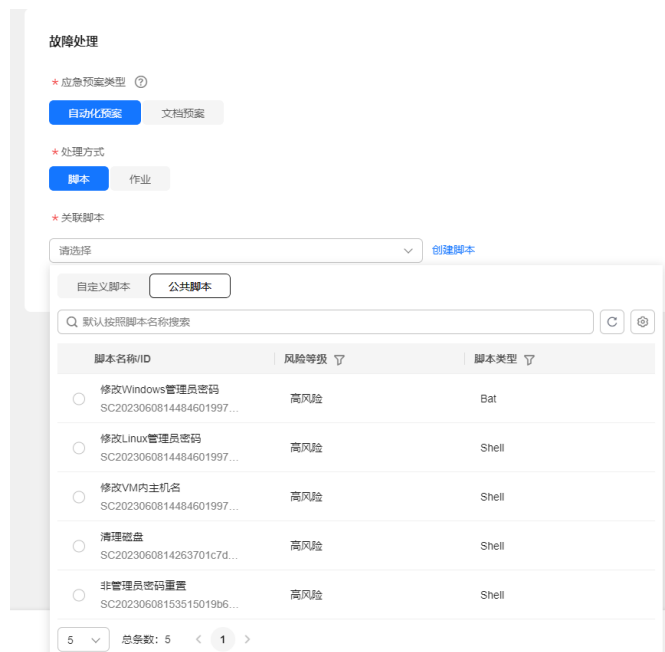 故障处理
* 应急预案类型 ?
自动化预案 文档预案
* 处理方式
脚本 作业
* 关联脚本
请选择 创建脚本
自定义脚本 公共脚本
默认按照脚本名称搜索
脚本名称/ID 风险等级 脚本类型
修改Windows管理员密码
SC2023060814484601997...
高风险 Bat
修改Linux管理员密码
SC2023060814484601997...
高风险 Shell
修改VM内主机名
SC2023060814484601997...
高风险 Shell
清理磁盘
SC2023060814263701c7d...
高风险 Shell
非管理员密码重置
SC20230608153515019b6...
高风险 Shell
5 总条数: 5 < 1 >